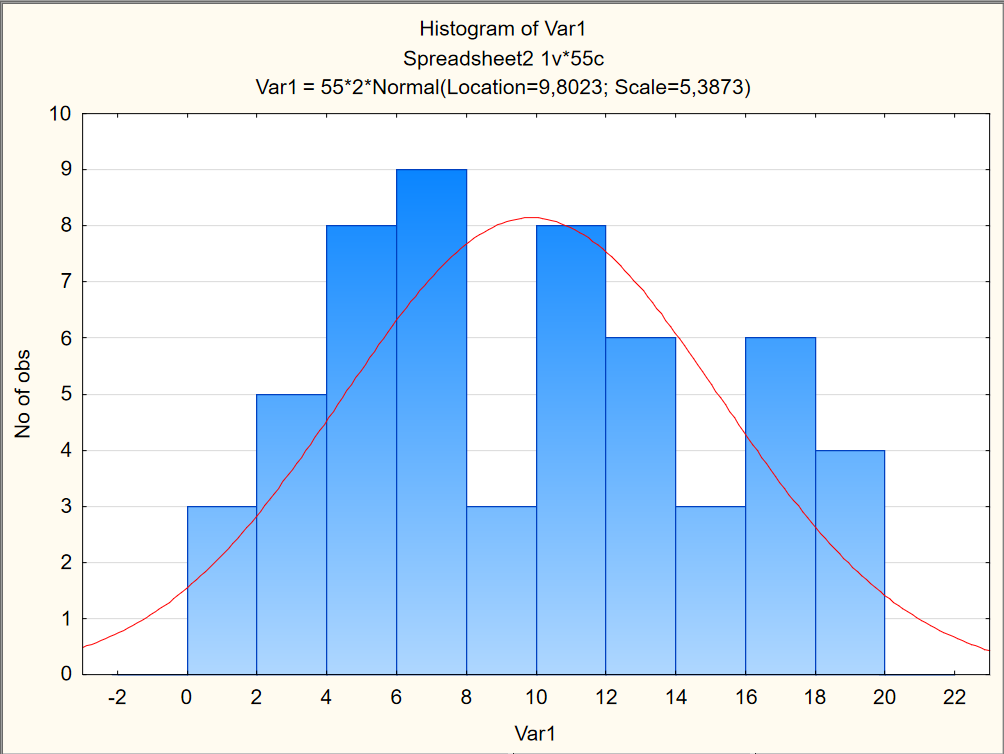 Histogram of Var1
Spreadsheet2 1v*55c
Var1 = 55*2*Normal(Location=9,8023; Scale=5,3873)
10
9
8
7
6
5
4
3
2
1
0
No of obs
-2 0 2 4 6 8 10 12 14 16 18 20 22
Var1